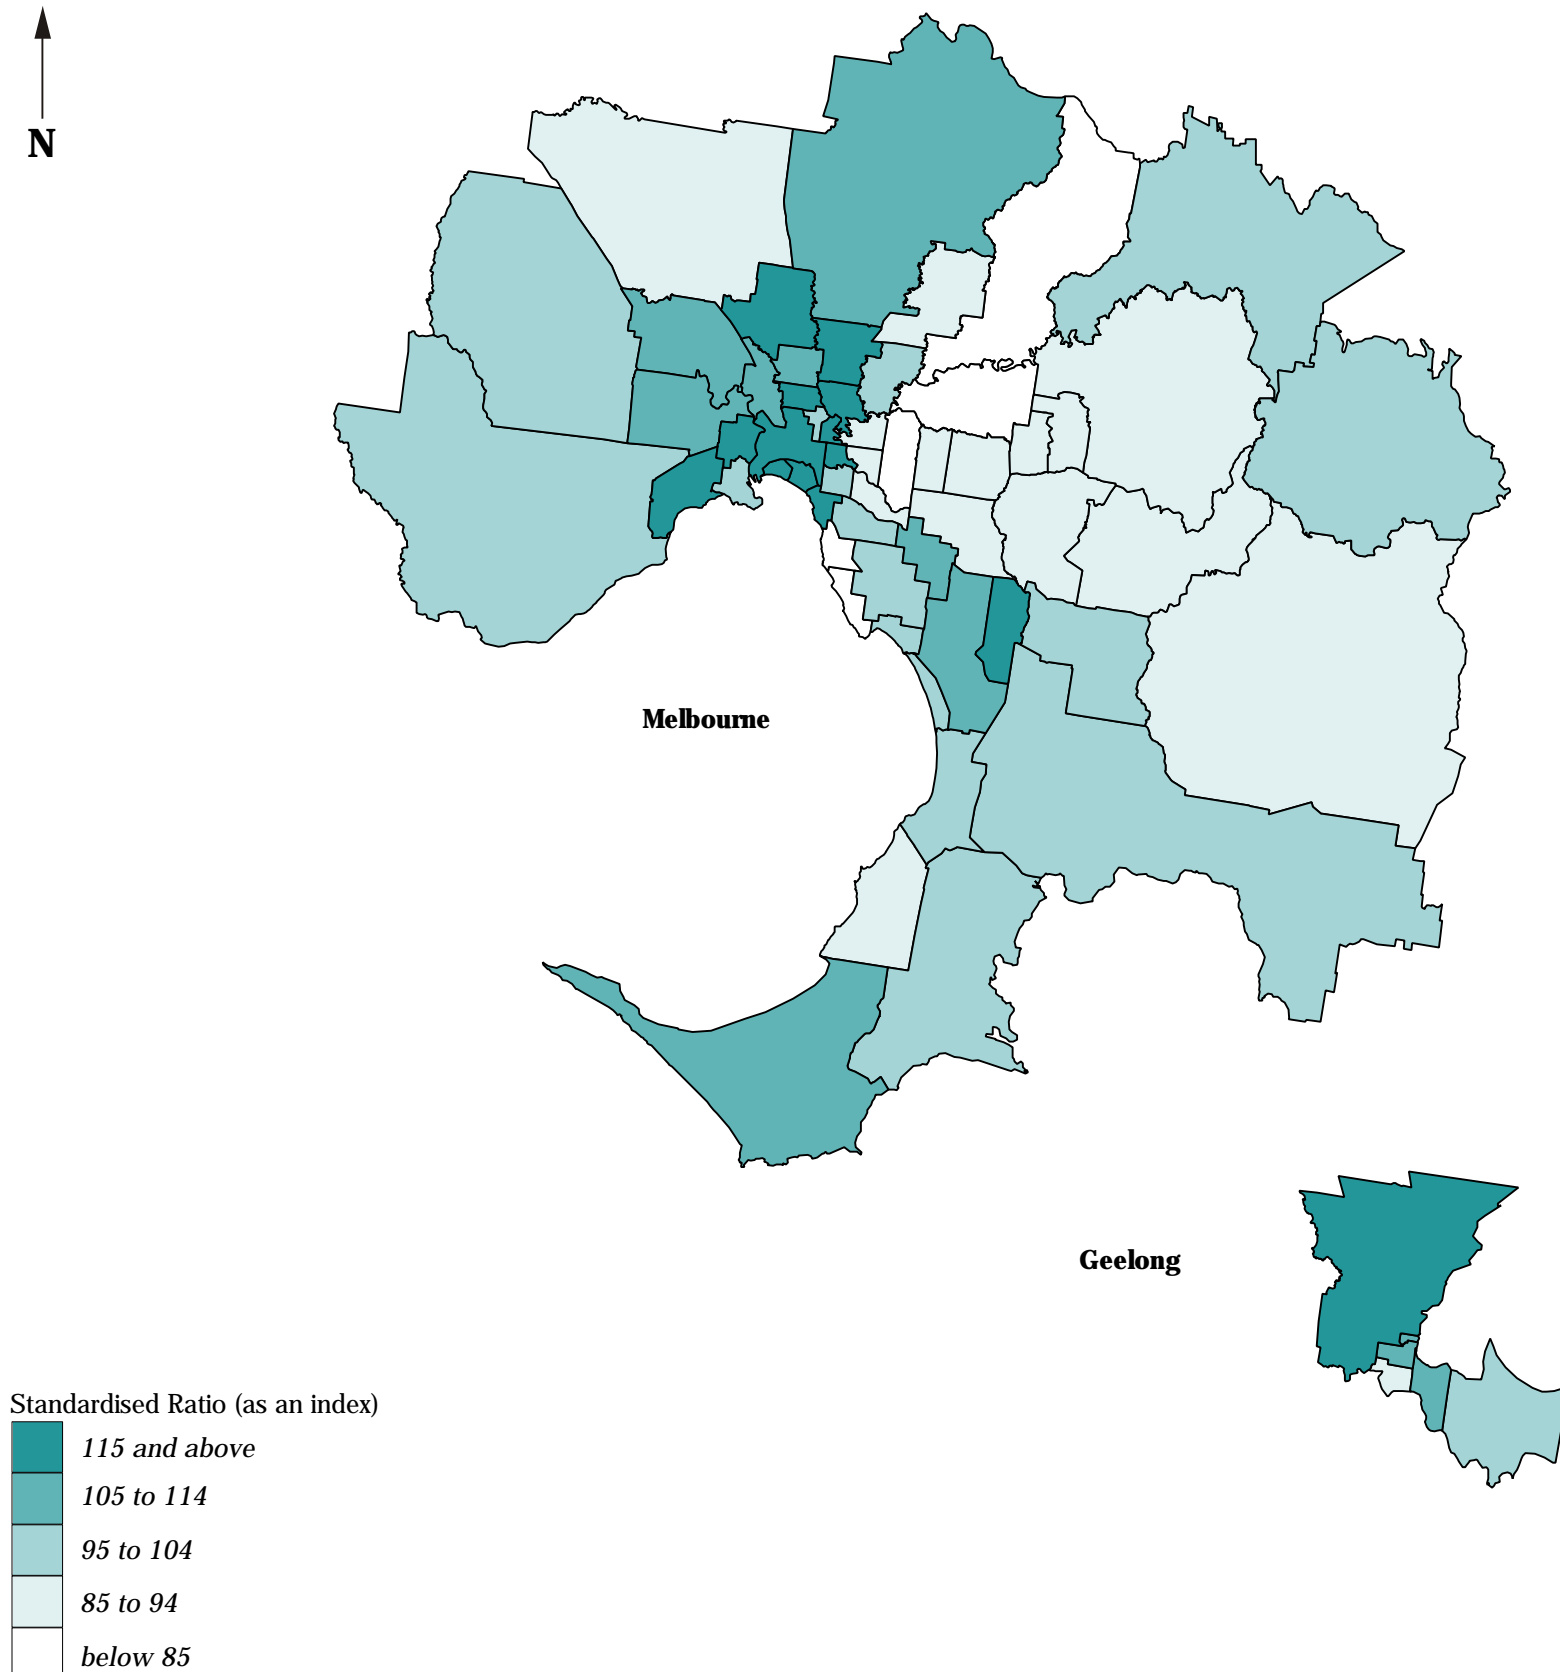 N
Melbourne
Geelong
Standardised Ratio (as an index)
115 and above
105 to 114
95 to 104
85 to 94
below 85